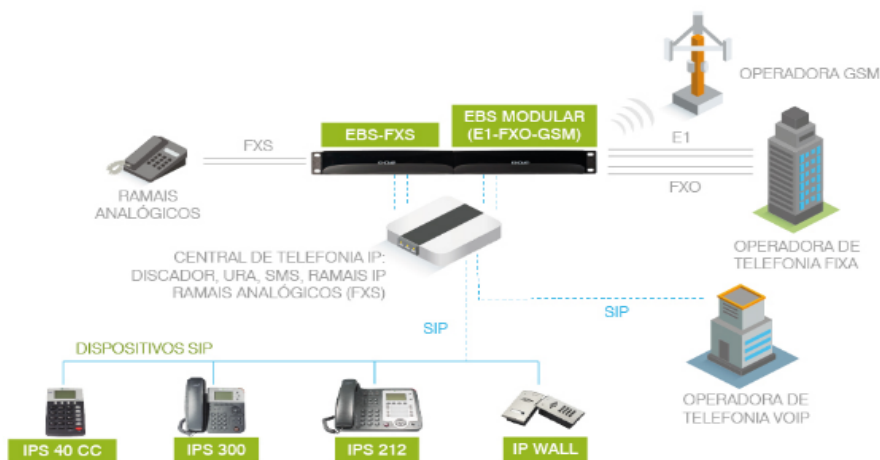 OPERADORA GSM
EBS-FXS
EBS MODULAR
(E1-FXO-GSM)
E1
FXS
FXO
RAMAIS
ANALÓGICOS
OPERADORA DE
TELEFONIA FIXA
CENTRAL DE TELEFONIA IP:
DISCADOR, URA, SMS, RAMAIS IP
RAMAIS ANALÓGICOS (FXS)
SIP
SIP
DISPOSITIVOS SIP
OPERADORA DE
TELEFONIA VOIP
IPS 40 CC
IPS 300
IPS 212
IP WALL